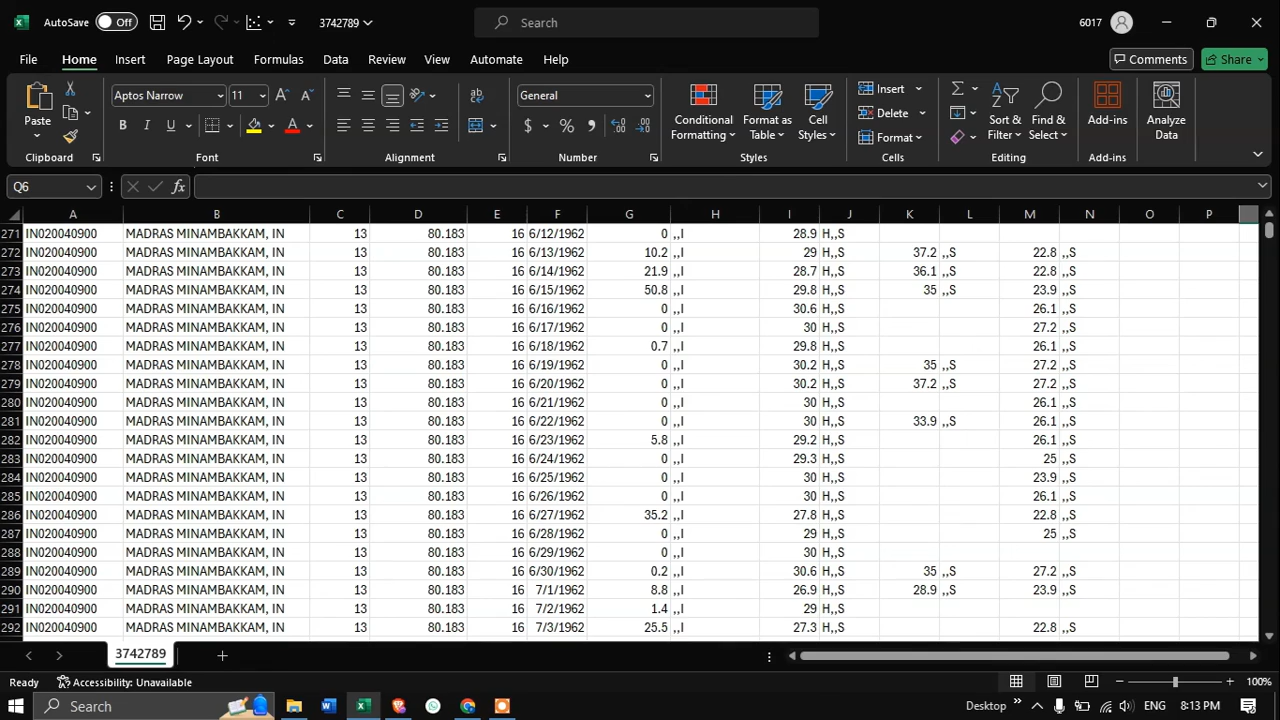 AutoSave Off 3742789 Search 6017
File Home Insert Page Layout Formulas Data Review View Automate Help Comments Share
Paste Aptos Narrow 11 General Conditional Formatting Format as Table Cell Styles Insert Delete Format Sort & Filter Find & Select Add-ins Analyze Data
Clipboard Font Alignment Number Styles Cells Editing Add-ins
Q6 fx
A B C D E F G H I J K L M N O P
271 IN020040900 MADRAS MINAMBAKKAM, IN 13 80.183 16 6/12/1962 0 ,,I 28.9 H,,S
272 IN020040900 MADRAS MINAMBAKKAM, IN 13 80.183 16 6/13/1962 10.2 ,,I 29 H,,S 37.2 ,,S 22.8 ,,S
273 IN020040900 MADRAS MINAMBAKKAM, IN 13 80.183 16 6/14/1962 21.9 ,,I 28.7 H,,S 36.1 ,,S 22.8 ,,S
274 IN020040900 MADRAS MINAMBAKKAM, IN 13 80.183 16 6/15/1962 50.8 ,,I 29.8 H,,S 35 ,,S 23.9 ,,S
275 IN020040900 MADRAS MINAMBAKKAM, IN 13 80.183 16 6/16/1962 0 ,,I 30.6 H,,S 26.1 ,,S
276 IN020040900 MADRAS MINAMBAKKAM, IN 13 80.183 16 6/17/1962 0 ,,I 30 H,,S 27.2 ,,S
277 IN020040900 MADRAS MINAMBAKKAM, IN 13 80.183 16 6/18/1962 0.7 ,,I 29.8 H,,S 26.1 ,,S
278 IN020040900 MADRAS MINAMBAKKAM, IN 13 80.183 16 6/19/1962 0 ,,I 30.2 H,,S 35 ,,S 27.2 ,,S
279 IN020040900 MADRAS MINAMBAKKAM, IN 13 80.183 16 6/20/1962 0 ,,I 30.2 H,,S 37.2 ,,S 27.2 ,,S
280 IN020040900 MADRAS MINAMBAKKAM, IN 13 80.183 16 6/21/1962 0 ,,I 30 H,,S 26.1 ,,S
281 IN020040900 MADRAS MINAMBAKKAM, IN 13 80.183 16 6/22/1962 0 ,,I 30 H,,S 33.9 ,,S 26.1 ,,S
282 IN020040900 MADRAS MINAMBAKKAM, IN 13 80.183 16 6/23/1962 5.8 ,,I 29.2 H,,S 26.1 ,,S
283 IN020040900 MADRAS MINAMBAKKAM, IN 13 80.183 16 6/24/1962 0 ,,I 29.3 H,,S 25 ,,S
284 IN020040900 MADRAS MINAMBAKKAM, IN 13 80.183 16 6/25/1962 0 ,,I 30 H,,S 23.9 ,,S
285 IN020040900 MADRAS MINAMBAKKAM, IN 13 80.183 16 6/26/1962 0 ,,I 30 H,,S 26.1 ,,S
286 IN020040900 MADRAS MINAMBAKKAM, IN 13 80.183 16 6/27/1962 35.2 ,,I 27.8 H,,S 22.8 ,,S
287 IN020040900 MADRAS MINAMBAKKAM, IN 13 80.183 16 6/28/1962 0 ,,I 29 H,,S 25 ,,S
288 IN020040900 MADRAS MINAMBAKKAM, IN 13 80.183 16 6/29/1962 0 ,,I 30 H,,S
289 IN020040900 MADRAS MINAMBAKKAM, IN 13 80.183 16 6/30/1962 0.2 ,,I 30.6 H,,S 35 ,,S 27.2 ,,S
290 IN020040900 MADRAS MINAMBAKKAM, IN 13 80.183 16 7/1/1962 8.8 ,,I 26.9 H,,S 28.9 ,,S 23.9 ,,S
291 IN020040900 MADRAS MINAMBAKKAM, IN 13 80.183 16 7/2/1962 1.4 ,,I 29 H,,S
292 IN020040900 MADRAS MINAMBAKKAM, IN 13 80.183 16 7/3/1962 25.5 ,,I 27.3 H,,S 22.8 ,,S
3742789
Ready Accessibility: Unavailable 100%
Search Desktop ENG 8:13 PM